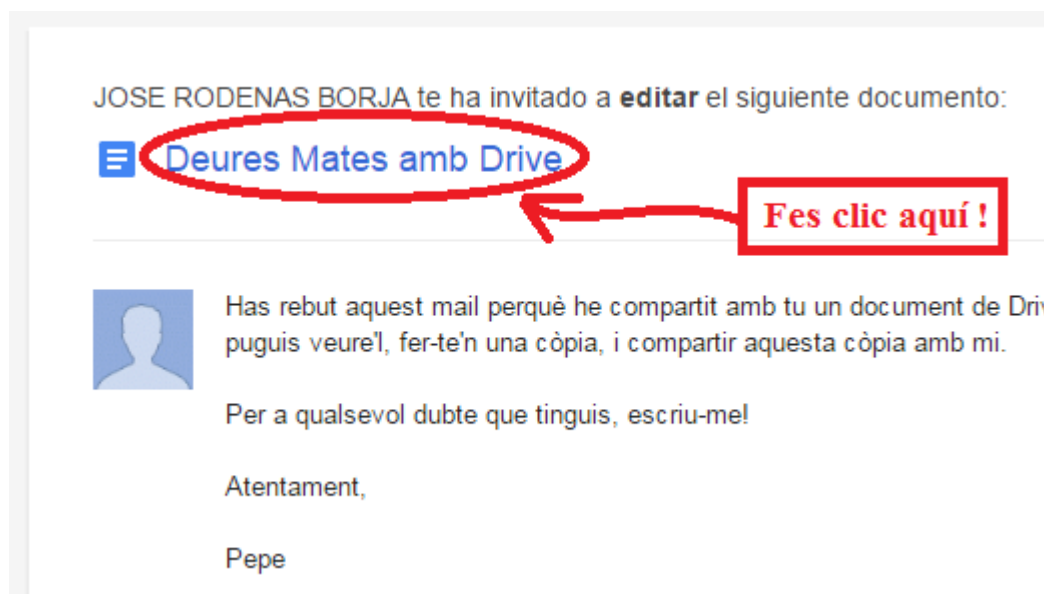 JOSE RODENAS BORJA te ha invitado a editar el siguiente documento:
Deures Mates amb Drive
Fes clic aquí !
Has rebut aquest mail perquè he compartit amb tu un document de
puguis veure'l, fer-te'n una còpia, i compartir aquesta còpia amb mi.
Per a qualsevol dubte que tinguis, escriu-me!
Atentament,
Pepe